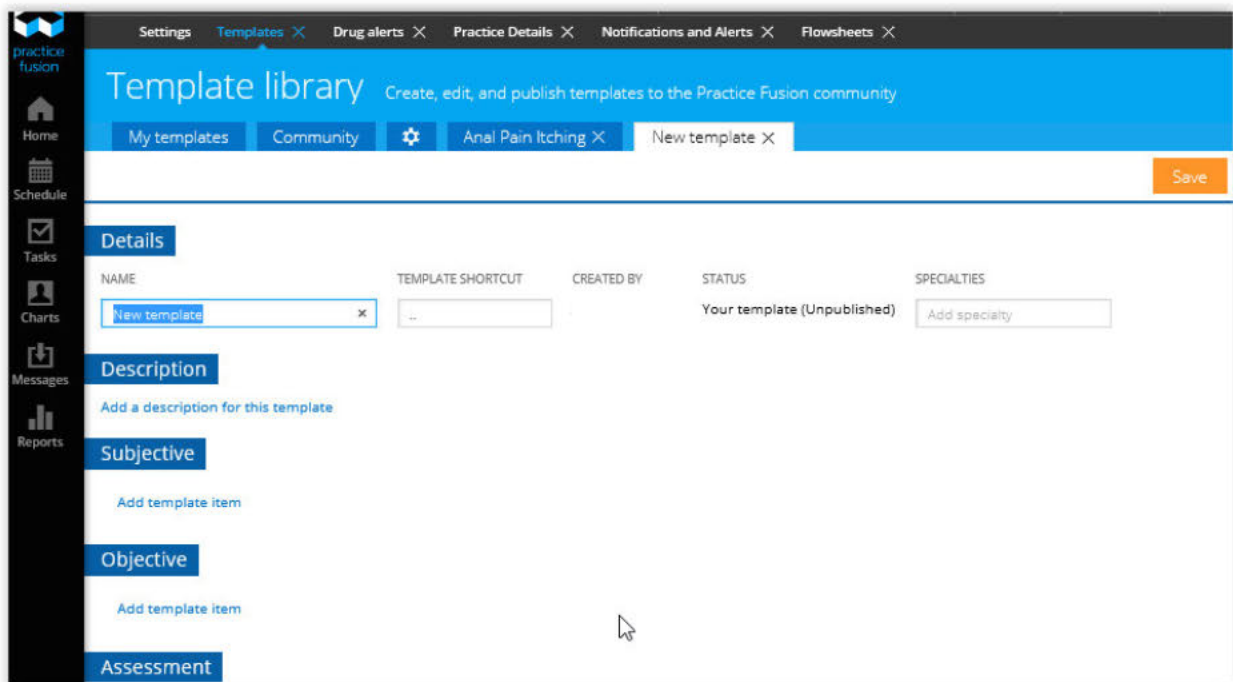 practice
fusion
Settings Templates Drug alerts Practice Details Notifications and Alerts Flowsheets
Template library Create, edit, and publish templates to the Practice Fusion community
My templates Community Anal Pain Itching New template
Save
Home
Schedule
Tasks
Charts
Messages
Reports
Details
NAME TEMPLATE SHORTCUT CREATED BY STATUS SPECIALTIES
New template .. Your template (Unpublished) Add specialty
Description
Add a description for this template
Subjective
Add template item
Objective
Add template item
Assessment